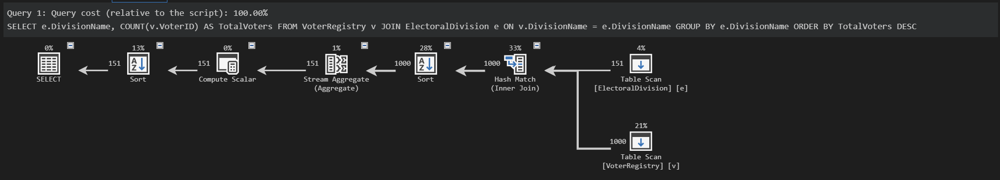 Query 1: Query cost (relative to the script): 100.00%
SELECT e.DivisionName, COUNT(v.VoterID) AS TotalVoters FROM VoterRegistry v JOIN ElectoralDivision e ON v.DivisionName = e.DivisionName GROUP BY e.DivisionName ORDER BY TotalVoters DESC
0%
SELECT
151
13%
Sort
151
0%
Compute Scalar
151
1%
Stream Aggregate
(Aggregate)
1000
28%
Sort
1000
33%
Hash Match
(Inner Join)
151
4%
Table Scan
[ElectoralDivision] [e]
1000
21%
Table Scan
[VoterRegistry] [v]